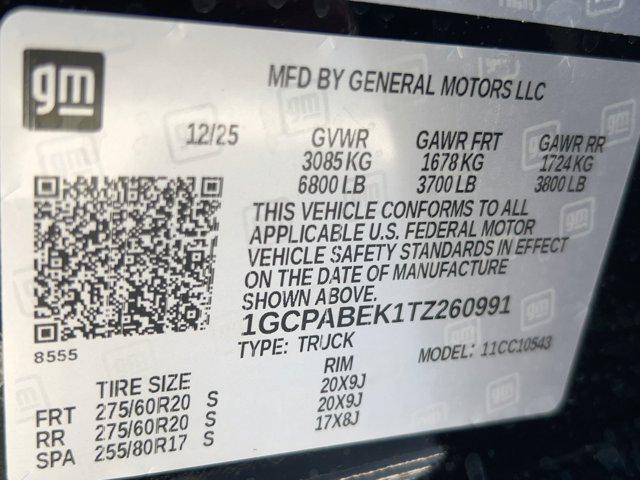 gm
MFD BY GENERAL MOTORS LLC
12/25 GVWR GAWR FRT GAWR RR
3085 KG 1678 KG 1724 KG
6800 LB 3700 LB 3800 LB
THIS VEHICLE CONFORMS TO ALL
APPLICABLE U.S. FEDERAL MOTOR
VEHICLE SAFETY STANDARDS IN EFFECT
ON THE DATE OF MANUFACTURE
SHOWN ABOVE.
1GCPABEK1TZ260991
8555
TYPE: TRUCK MODEL: 11CC10543
TIRE SIZE RIM
FRT 275/60R20 S 20X9J
RR 275/60R20 S 20X9J
SPA 255/80R17 S 17X8J